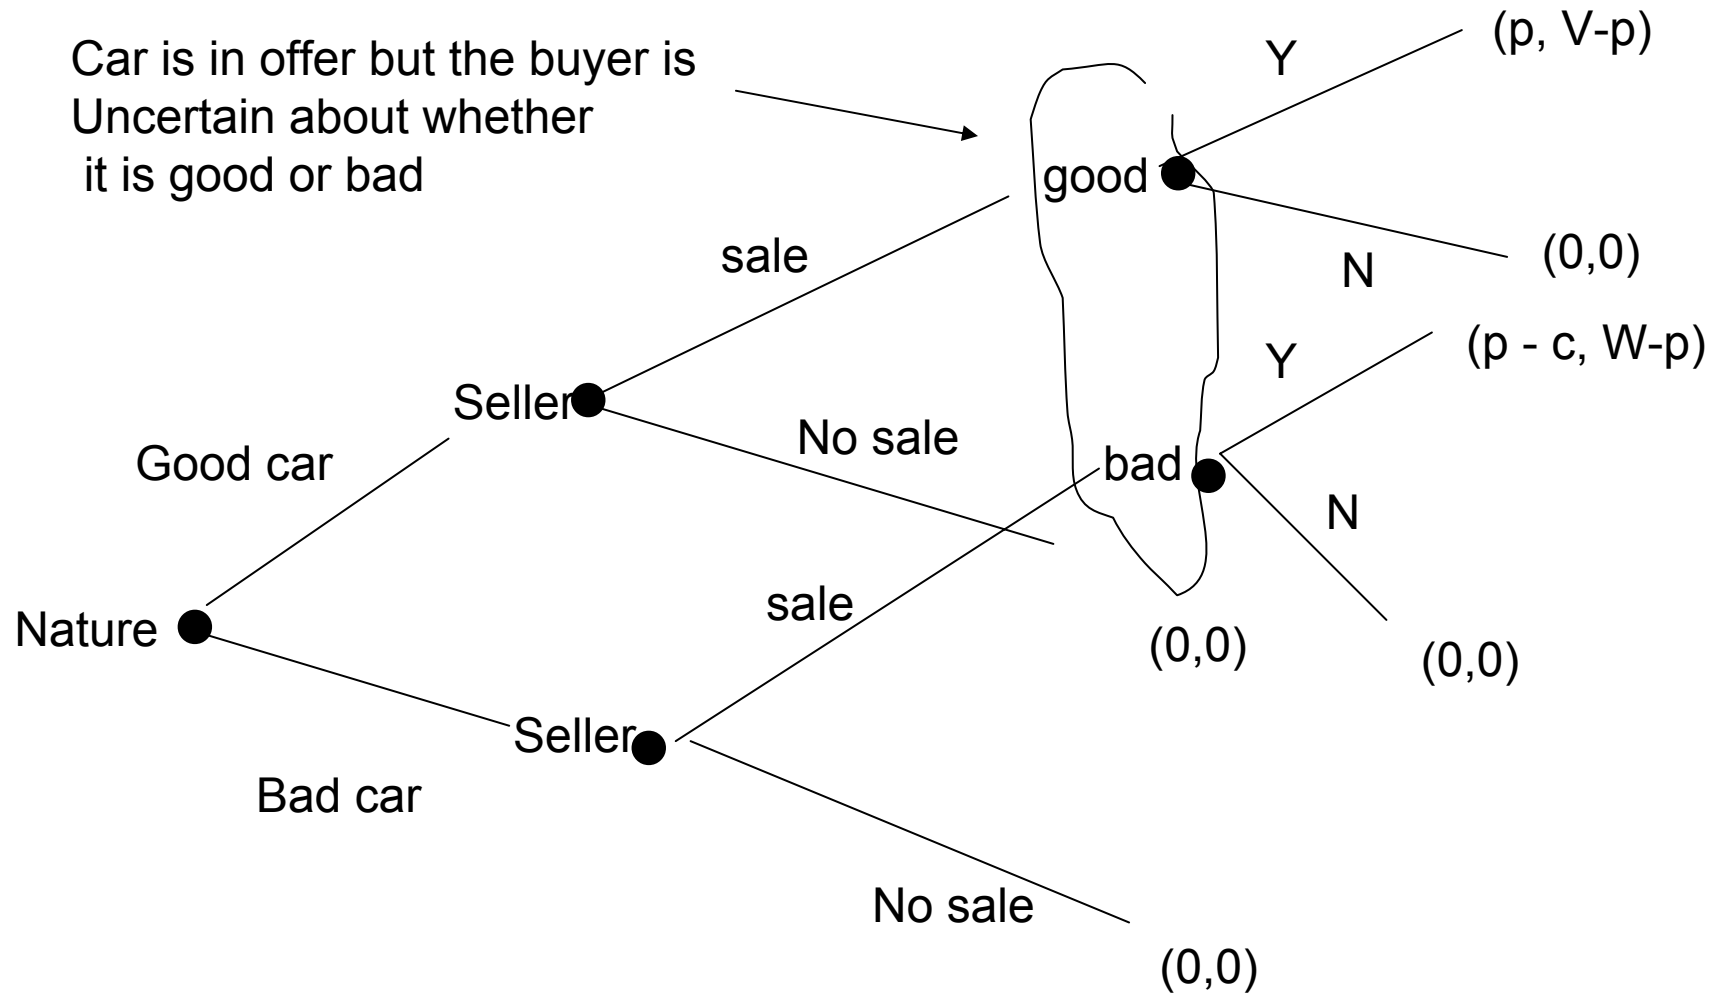 Car is in offer but the buyer is
Uncertain about whether
it is good or bad
Y
(p, V-p)
good
(0,0)
N
sale
Y
(p - c, W-p)
Seller
No sale
Good car
bad
N
sale
Nature
(0,0)
(0,0)
Seller
Bad car
No sale
(0,0)